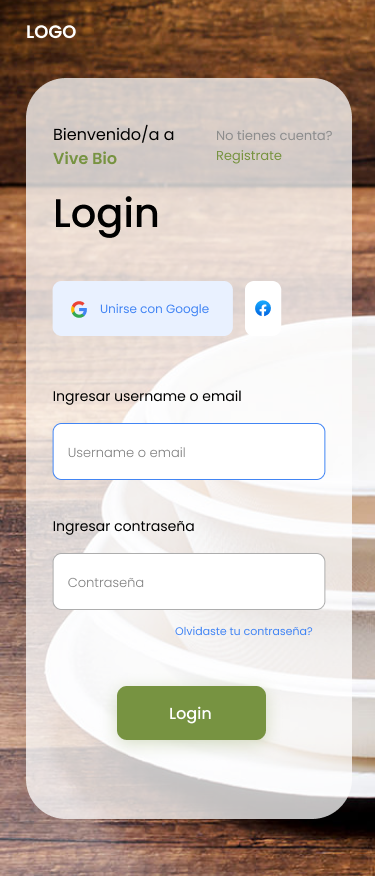 LOGO
Bienvenido/a a
Vive Bio
No tienes cuenta?
Registrate
Login
Unirse con Google
Ingresar username o email
Username o email
Ingresar contraseña
Contraseña
Olvidaste tu contraseña?
Login